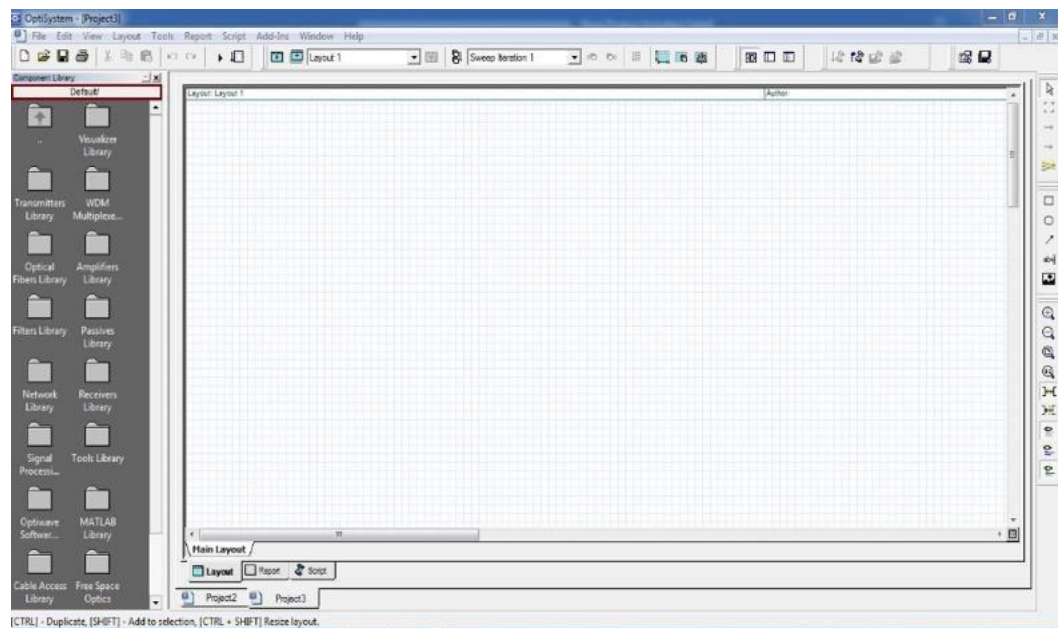 OptiSystem - [Project3]
File Edit View Layout Tools Report Script Add-Ins Window Help
Layout 1
Sweep Iteration 1
Component Library
Default/
Layout: Layout 1
Author:
..
Visualizer
Library
Transmitters
Library
WDM
Multiplexe...
Optical
Fibers Library
Amplifiers
Library
Filters Library
Passives
Library
Network
Library
Receivers
Library
Signal
Processi...
Tools Library
Optiwave
Softwar...
MATLAB
Library
Cable Access
Library
Free Space
Optics
Main Layout
Layout Report Script
Project2 Project3
[CTRL] - Duplicate, [SHIFT] - Add to selection, [CTRL + SHIFT] Resize layout.